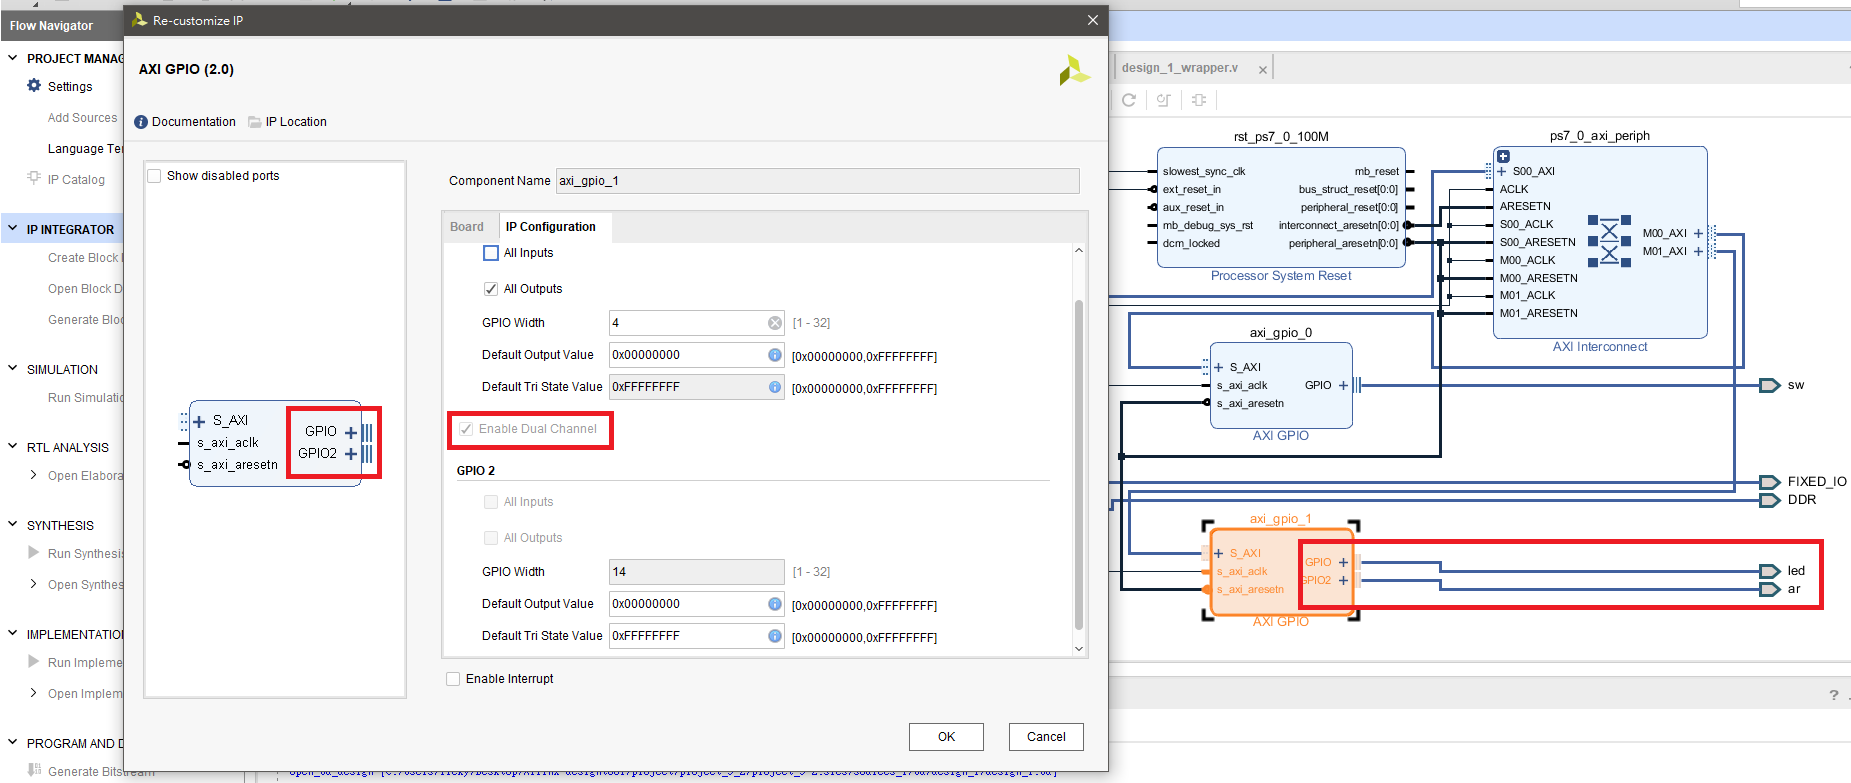 Flow Navigator
PROJECT MANAG
Settings
Add Sources
Language Te
IP Catalog
IP INTEGRATOR
Create Block
Open Block D
Generate Bloc
SIMULATION
Run Simulatio
RTL ANALYSIS
Open Elabora
SYNTHESIS
Run Synthesi
Open Synthes
IMPLEMENTATIO
Run Impleme
Open Implem
PROGRAM AND D
Generate Bitstream
Re-customize IP
AXI GPIO (2.0)
Documentation
IP Location
Show disabled ports
S_AXI
s_axi_aclk
s_axi_aresetn
GPIO
GPIO2
Component Name axi_gpio_1
Board
IP Configuration
All Inputs
All Outputs
GPIO Width 4 [1 - 32]
Default Output Value 0x00000000 [0x00000000,0xFFFFFFFF]
Default Tri State Value 0xFFFFFFFF [0x00000000,0xFFFFFFFF]
Enable Dual Channel
GPIO 2
All Inputs
All Outputs
GPIO Width 14 [1 - 32]
Default Output Value 0x00000000 [0x00000000,0xFFFFFFFF]
Default Tri State Value 0xFFFFFFFF [0x00000000,0xFFFFFFFF]
Enable Interrupt
OK
Cancel
design_1_wrapper.v
rst_ps7_0_100M
slowest_sync_clk
ext_reset_in
aux_reset_in
mb_debug_sys_rst
dcm_locked
mb_reset
bus_struct_reset[0:0]
peripheral_reset[0:0]
interconnect_aresetn[0:0]
peripheral_aresetn[0:0]
Processor System Reset
ps7_0_axi_periph
S00_AXI
ACLK
ARESETN
S00_ACLK
S00_ARESETN
M00_ACLK
M00_ARESETN
M01_ACLK
M01_ARESETN
M00_AXI
M01_AXI
AXI Interconnect
axi_gpio_0
S_AXI
s_axi_aclk
s_axi_aresetn
GPIO
AXI GPIO
sw
FIXED_IO
DDR
axi_gpio_1
S_AXI
s_axi_aclk
s_axi_aresetn
GPIO
GPIO2
AXI GPIO
led
ar
?